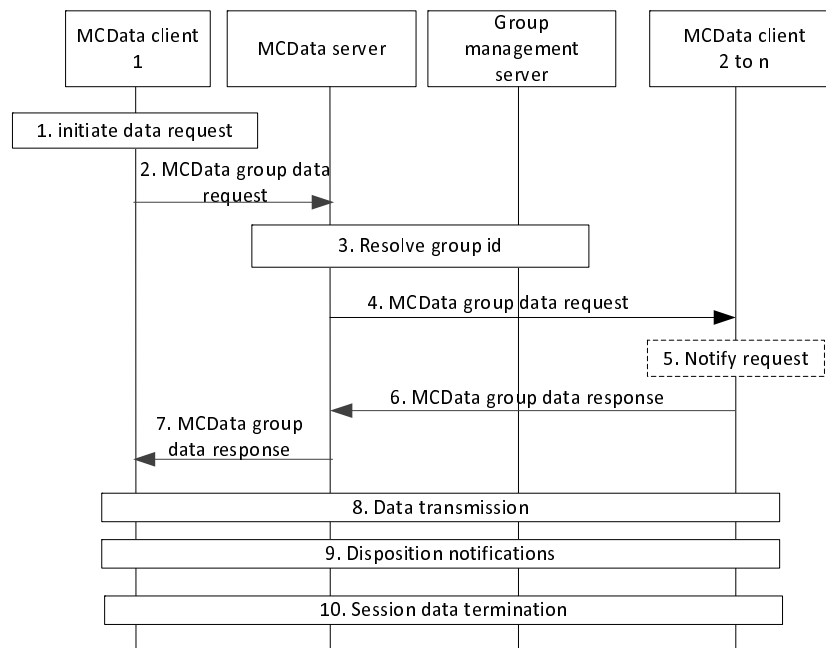 MCData client
1
MCData server
Group
management
server
MCData client
2 to n
1. initiate data request
2. MCData group data
request
3. Resolve group id
4. MCData group data request
5. Notify request
6. MCData group data response
7. MCData group
data response
8. Data transmission
9. Disposition notifications
10. Session data termination